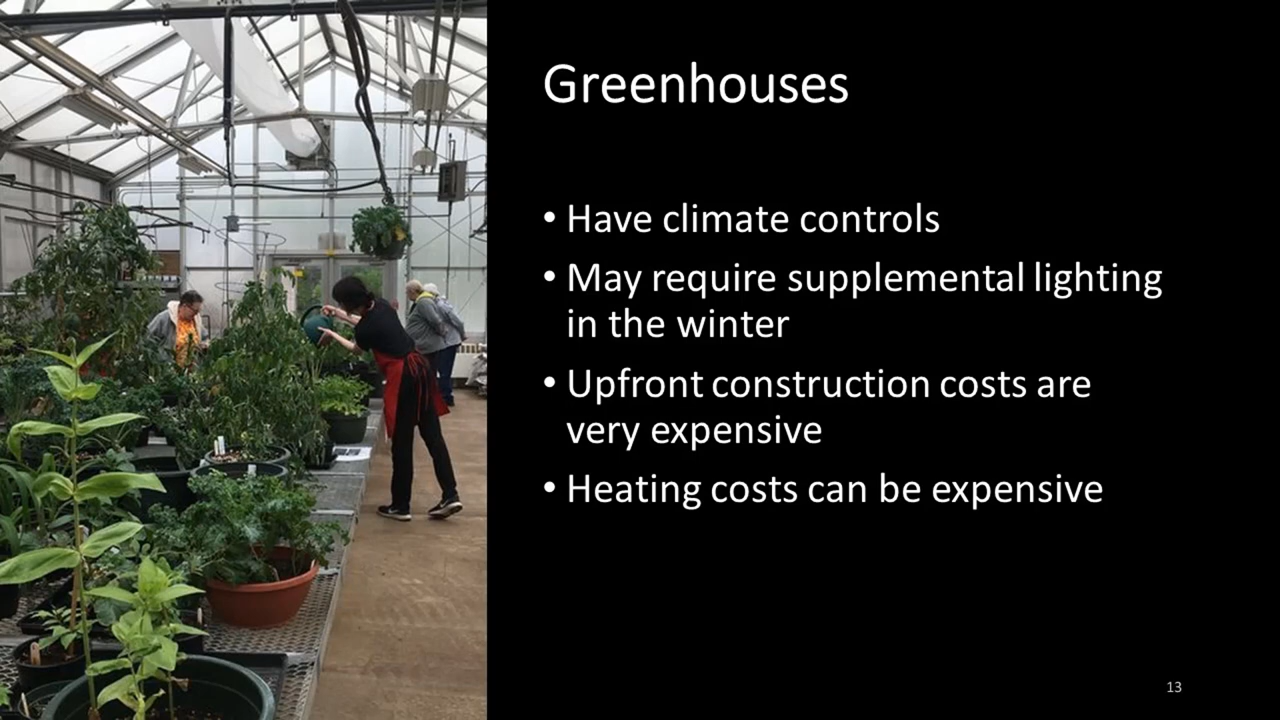 Greenhouses
• Have climate controls
• May require supplemental lighting
in the winter
• Upfront construction costs are
very expensive
• Heating costs can be expensive
13